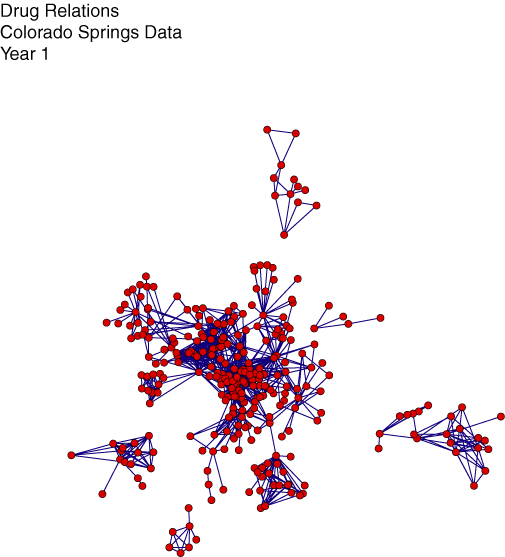 Drug Relations
Colorado Springs Data
Year 1